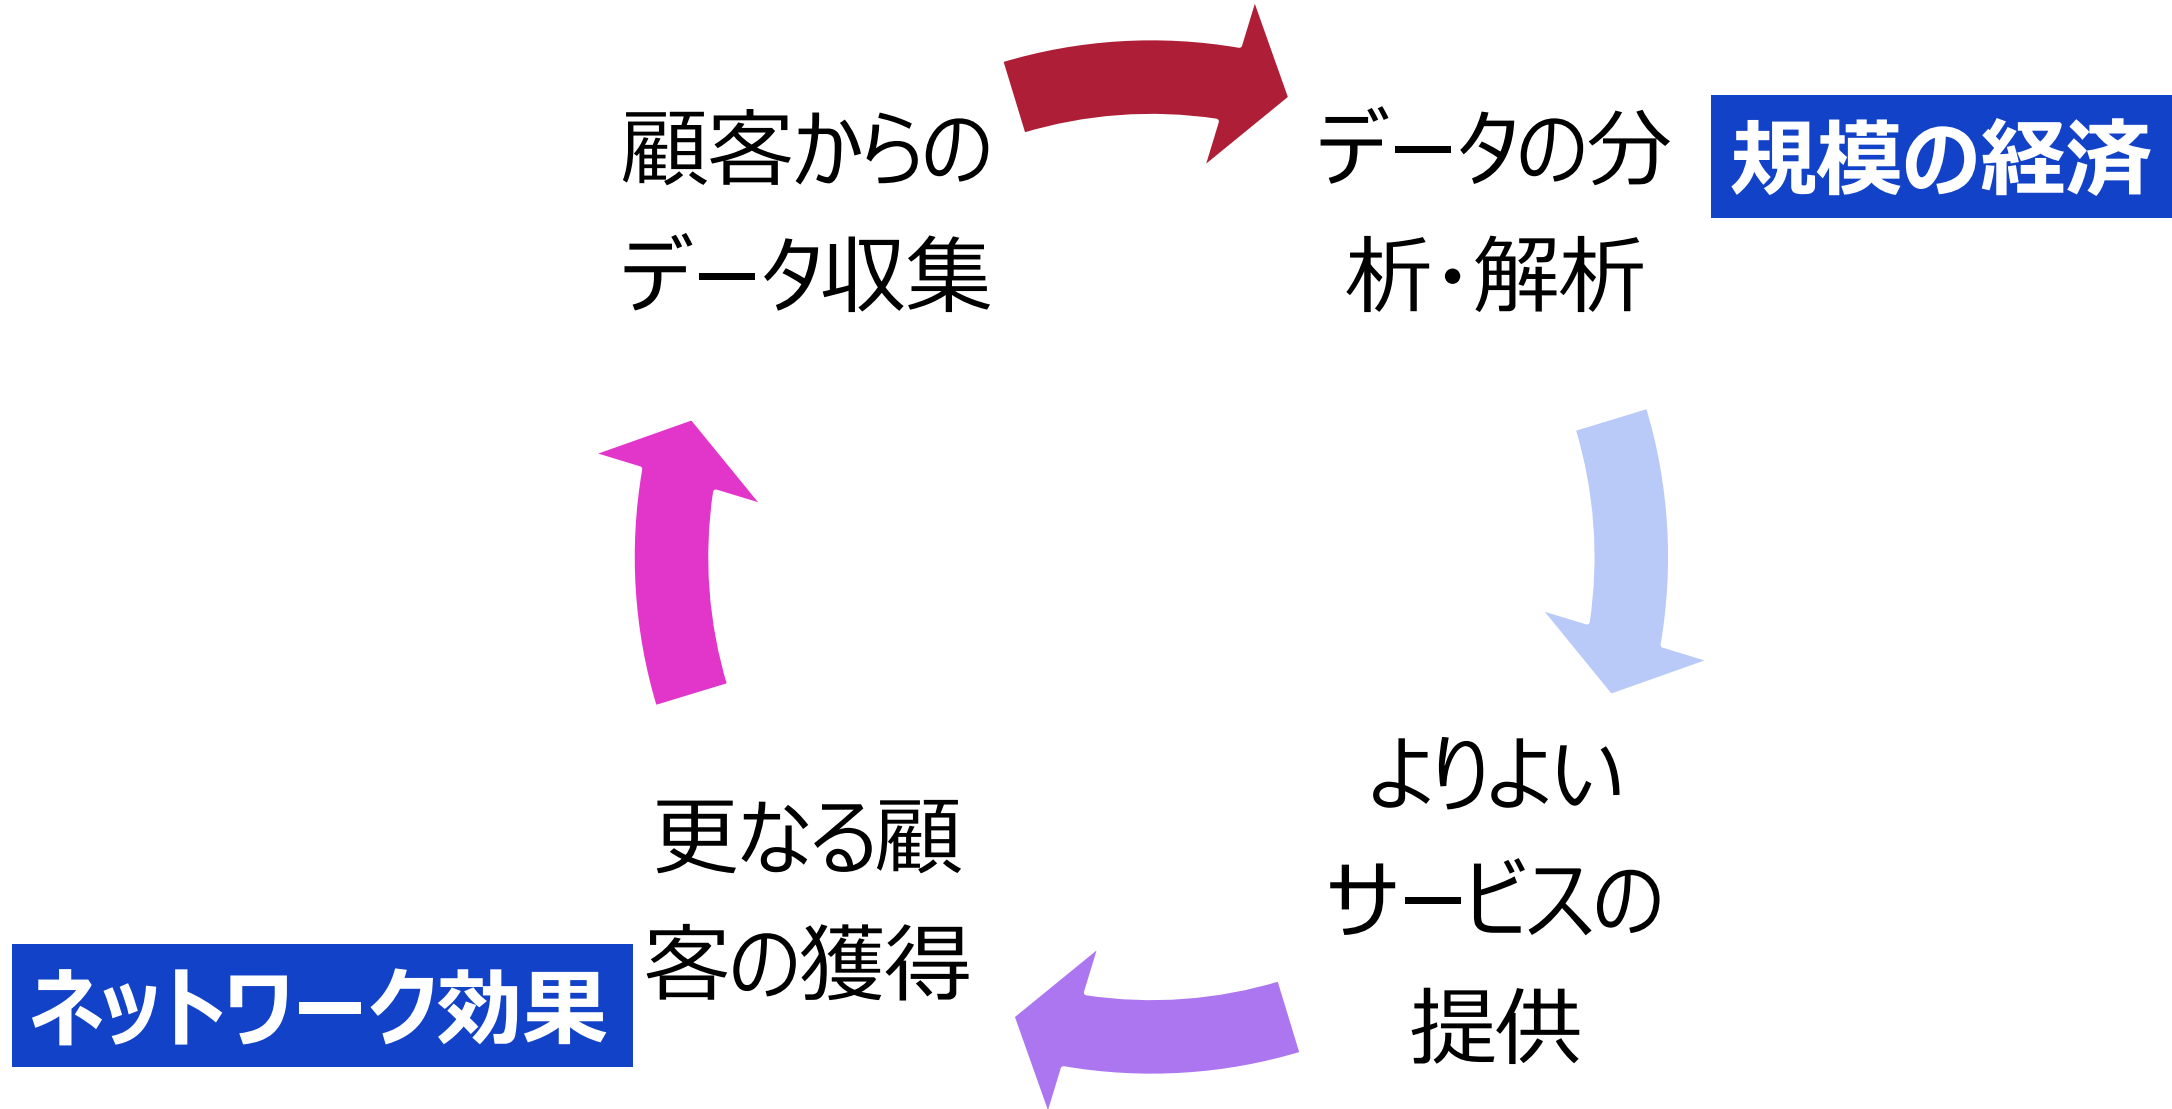 顧客からの
データ収集
データの分
析・解析
規模の経済
よりよい
サービスの
提供
更なる顧
客の獲得
ネットワーク効果